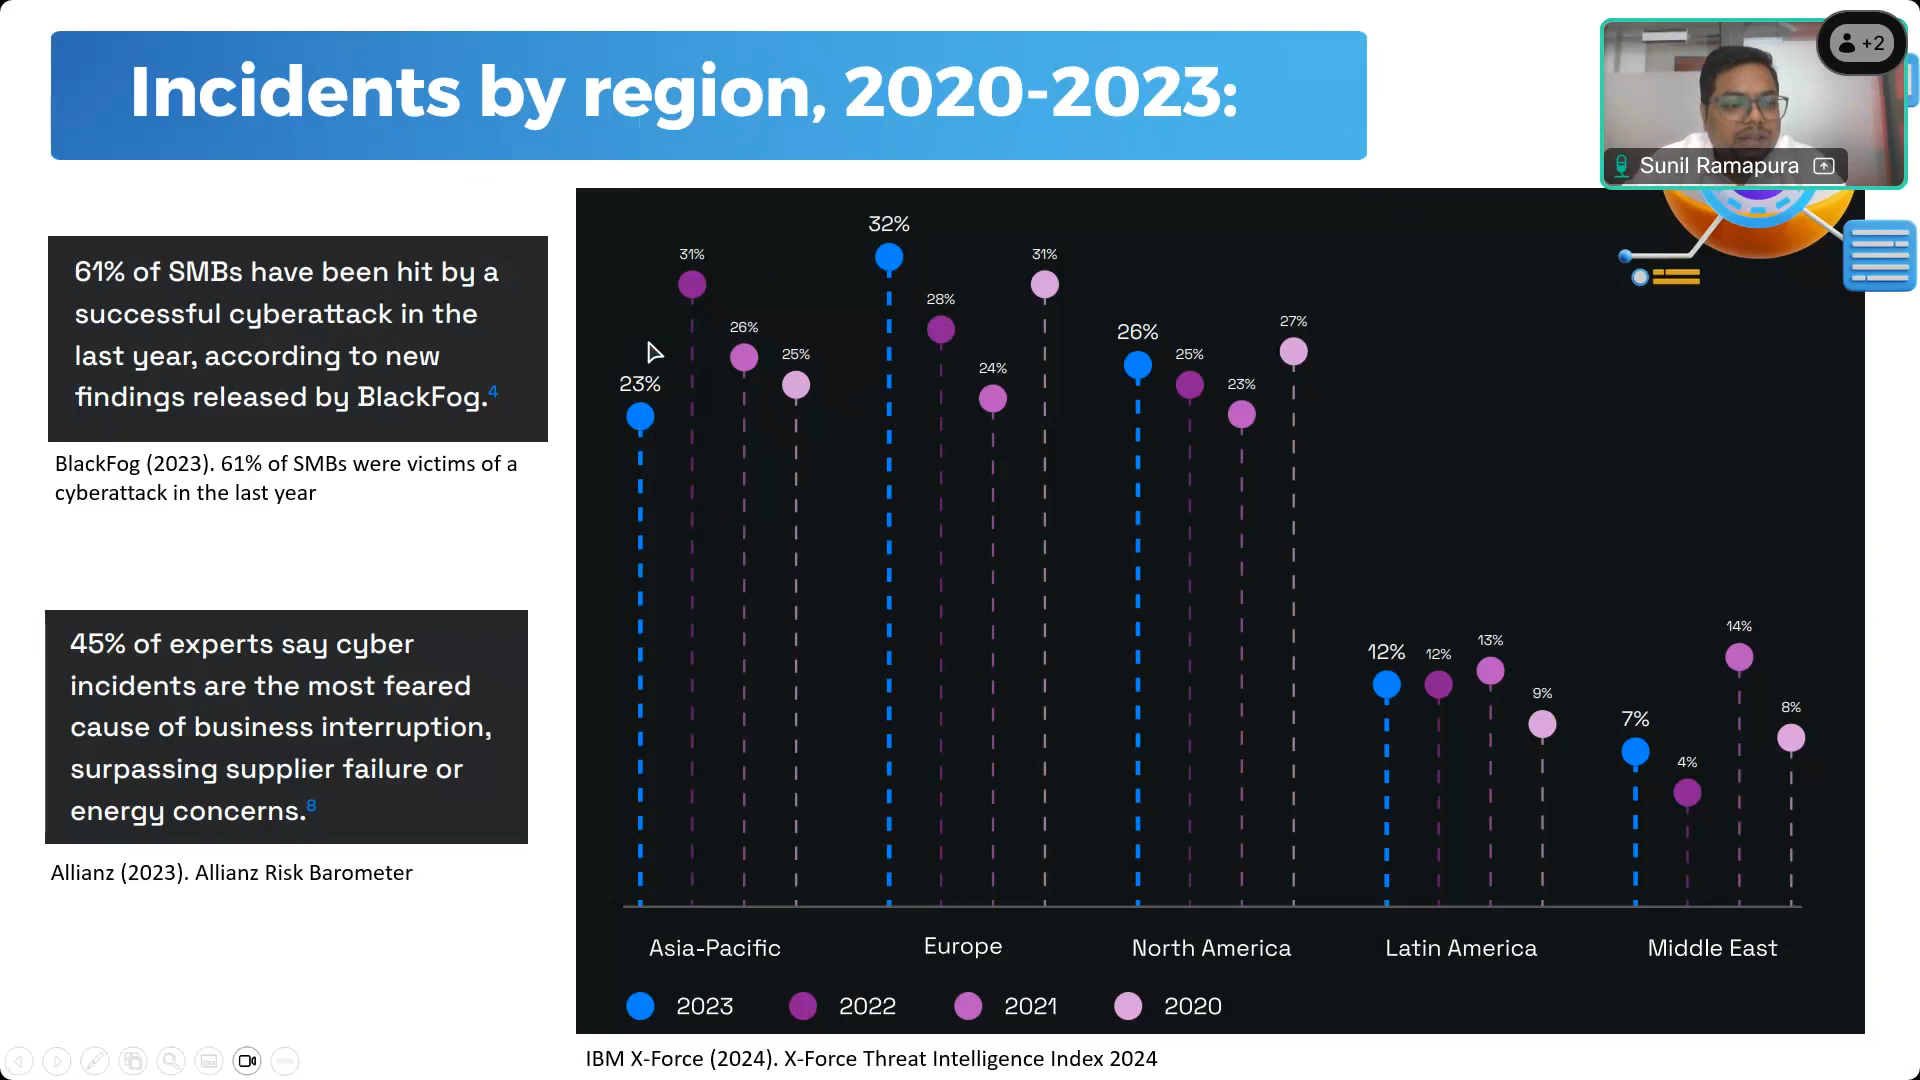 Incidents by region, 2020-2023:
+2
Sunil Ramapura
61% of SMBs have been hit by a
successful cyberattack in the
last year, according to new
findings released by BlackFog.4
BlackFog (2023). 61% of SMBs were victims of a
cyberattack in the last year
45% of experts say cyber
incidents are the most feared
cause of business interruption,
surpassing supplier failure or
energy concerns.8
Allianz (2023). Allianz Risk Barometer
23% 31% 26% 25%
32% 28% 24% 31%
26% 25% 23% 27%
12% 12% 13% 9%
7% 4% 14% 8%
Asia-Pacific Europe North America Latin America Middle East
2023 2022 2021 2020
IBM X-Force (2024). X-Force Threat Intelligence Index 2024